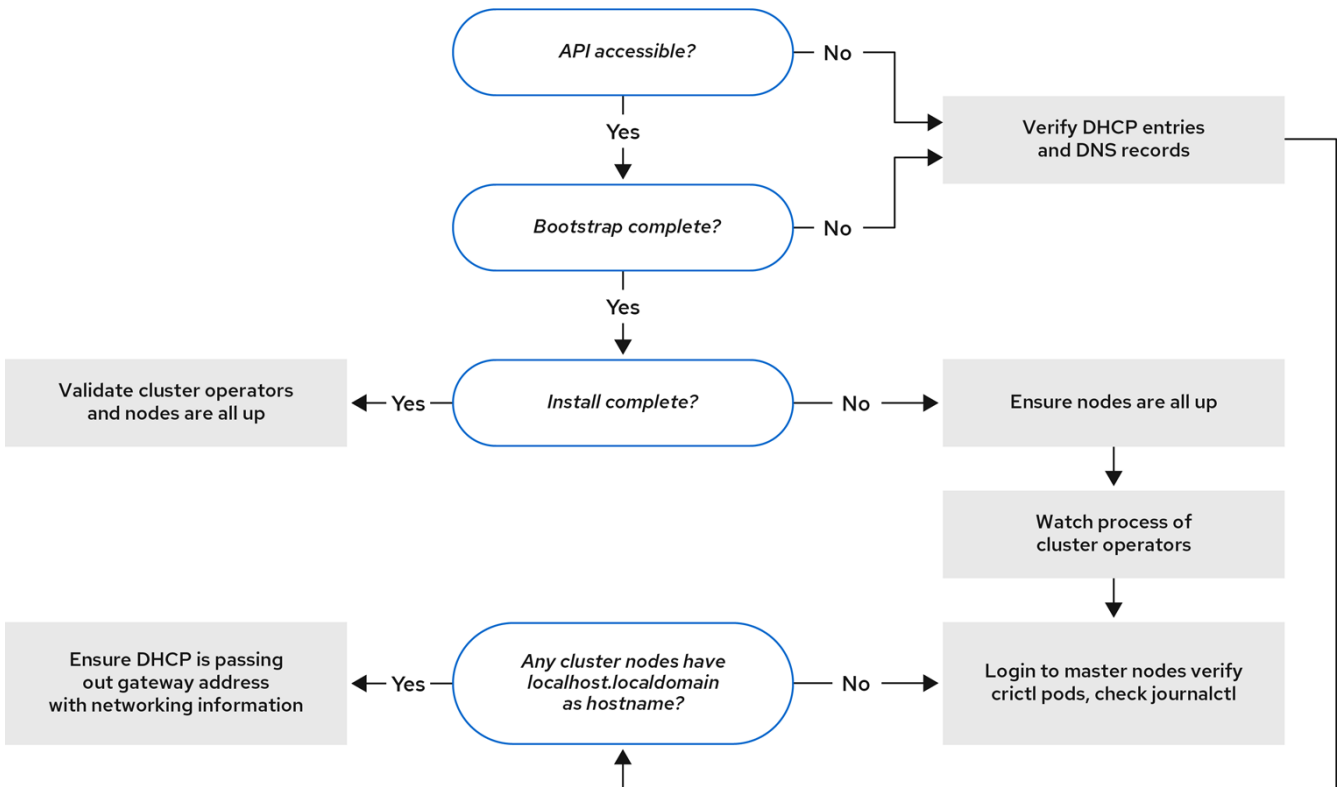 API accessible?
No
Verify DHCP entries
and DNS records
Yes
Bootstrap complete?
No
Yes
Validate cluster operators
and nodes are all up
Yes
Install complete?
No
Ensure nodes are all up
Watch process of
cluster operators
Ensure DHCP is passing
out gateway address
with networking information
Yes
Any cluster nodes have
localhost.localdomain
as hostname?
No
Login to master nodes verify
crictl pods, check journalctl